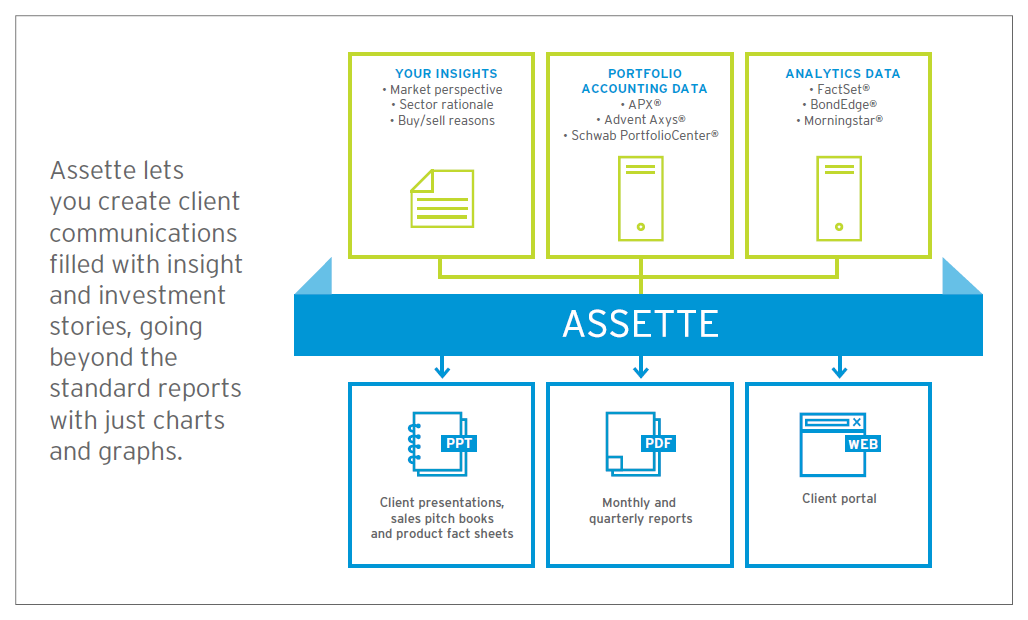 Assette lets
you create client
communications
filled with insight
and investment
stories, going
beyond the
standard reports
with just charts
and graphs.
YOUR INSIGHTS
• Market perspective
• Sector rationale
• Buy/sell reasons
PORTFOLIO
ACCOUNTING DATA
• APX®
• Advent Axys®
• Schwab PortfolioCenter®
ANALYTICS DATA
• FactSet®
• BondEdge®
• Morningstar®
ASSETTE
PPT
Client presentations,
sales pitch books
and product fact sheets
PDF
Monthly and
quarterly reports
WEB
Client portal